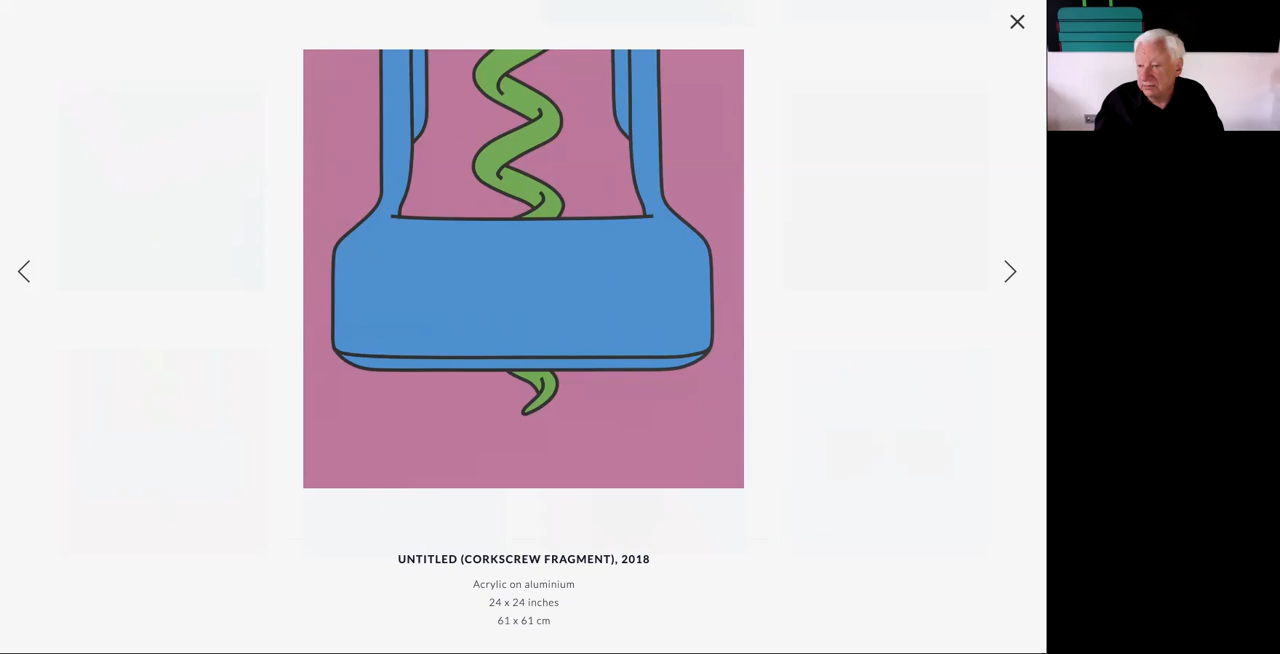 UNTITLED (CORKSCREW FRAGMENT), 2018
Acrylic on aluminium
24 x 24 inches
61 x 61 cm